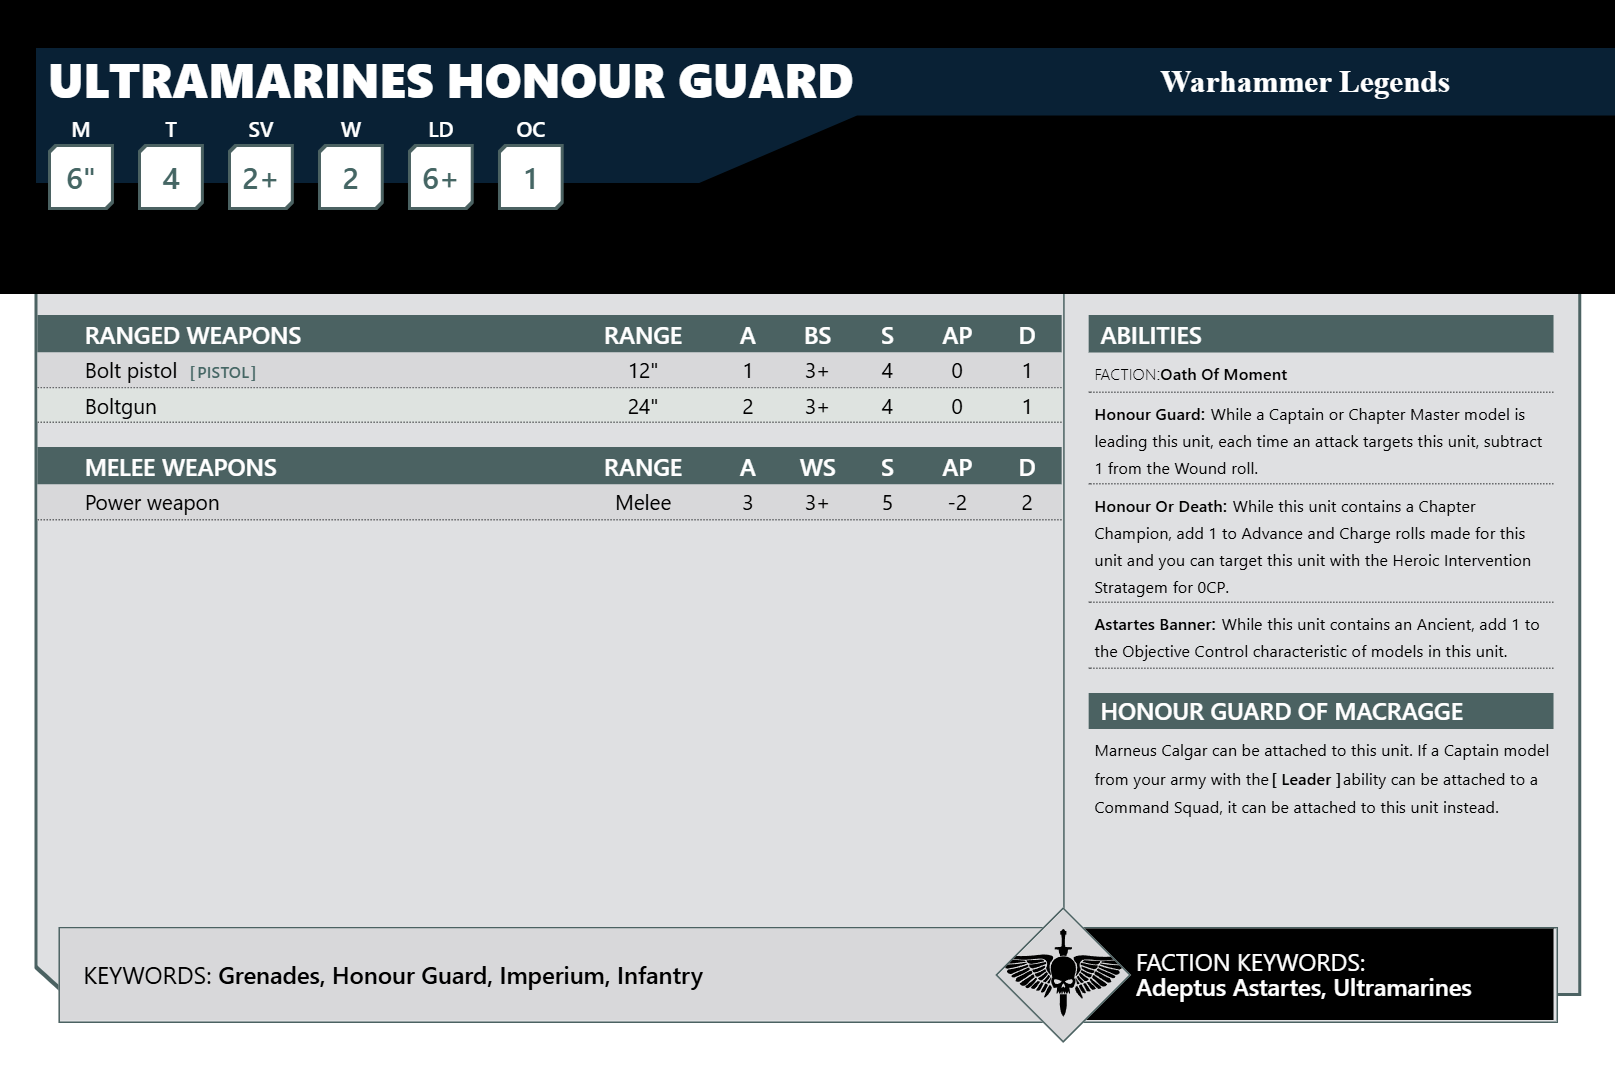 ULTRAMARINES HONOUR GUARD
Warhammer Legends
M T SV W LD OC
6" 4 2+ 2 6+ 1
RANGED WEAPONS RANGE A BS S AP D
Bolt pistol [PISTOL] 12" 1 3+ 4 0 1
Boltgun 24" 2 3+ 4 0 1
MELEE WEAPONS RANGE A WS S AP D
Power weapon Melee 3 3+ 5 -2 2
ABILITIES
FACTION:Oath Of Moment
Honour Guard: While a Captain or Chapter Master model is
leading this unit, each time an attack targets this unit, subtract
1 from the Wound roll.
Honour Or Death: While this unit contains a Chapter
Champion, add 1 to Advance and Charge rolls made for this
unit and you can target this unit with the Heroic Intervention
Stratagem for 0CP.
Astartes Banner: While this unit contains an Ancient, add 1 to
the Objective Control characteristic of models in this unit.
HONOUR GUARD OF MACRAGGE
Marneus Calgar can be attached to this unit. If a Captain model
from your army with the [ Leader ] ability can be attached to a
Command Squad, it can be attached to this unit instead.
KEYWORDS: Grenades, Honour Guard, Imperium, Infantry
FACTION KEYWORDS:
Adeptus Astartes, Ultramarines